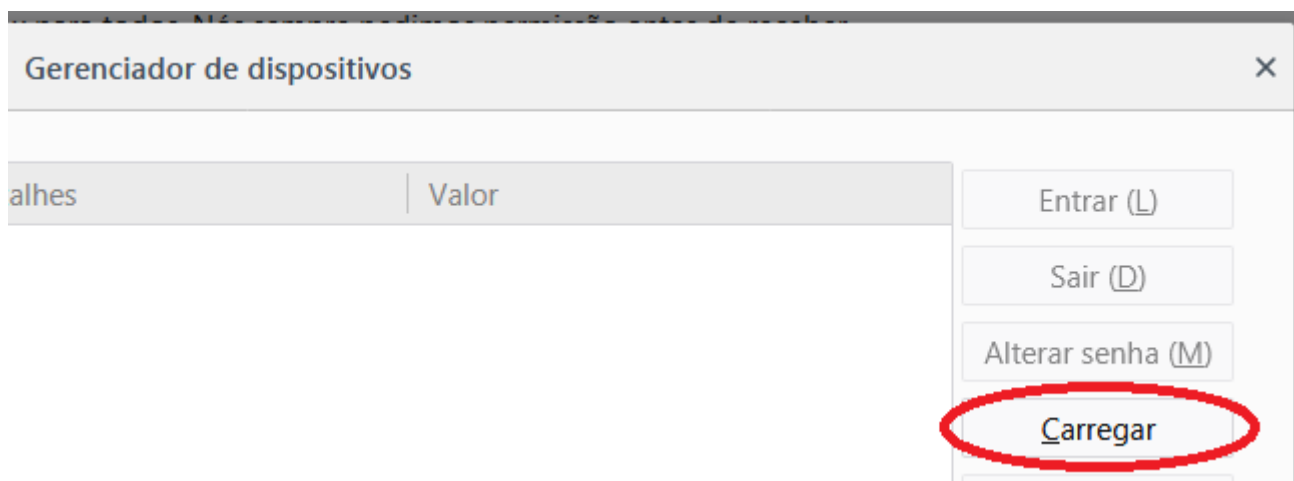 Gerenciador de dispositivos
alhes
Valor
Entrar (L)
Sair (D)
Alterar senha (M)
Carregar